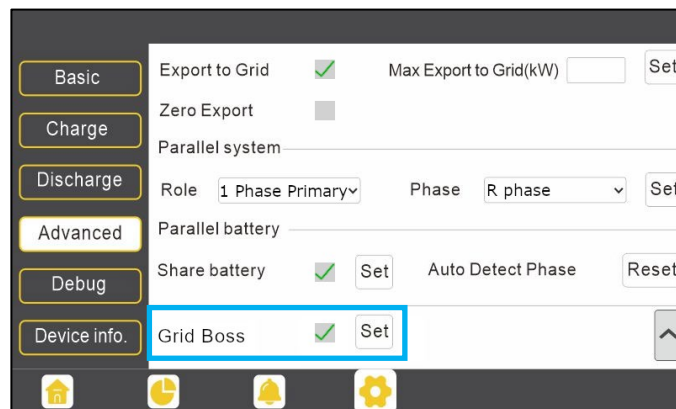 Basic
Charge
Discharge
Advanced
Debug
Device info.
Export to Grid Max Export to Grid(kW) Set
Zero Export
Parallel system
Role 1 Phase Primary Phase R phase Set
Parallel battery
Share battery Set Auto Detect Phase Reset
Grid Boss Set